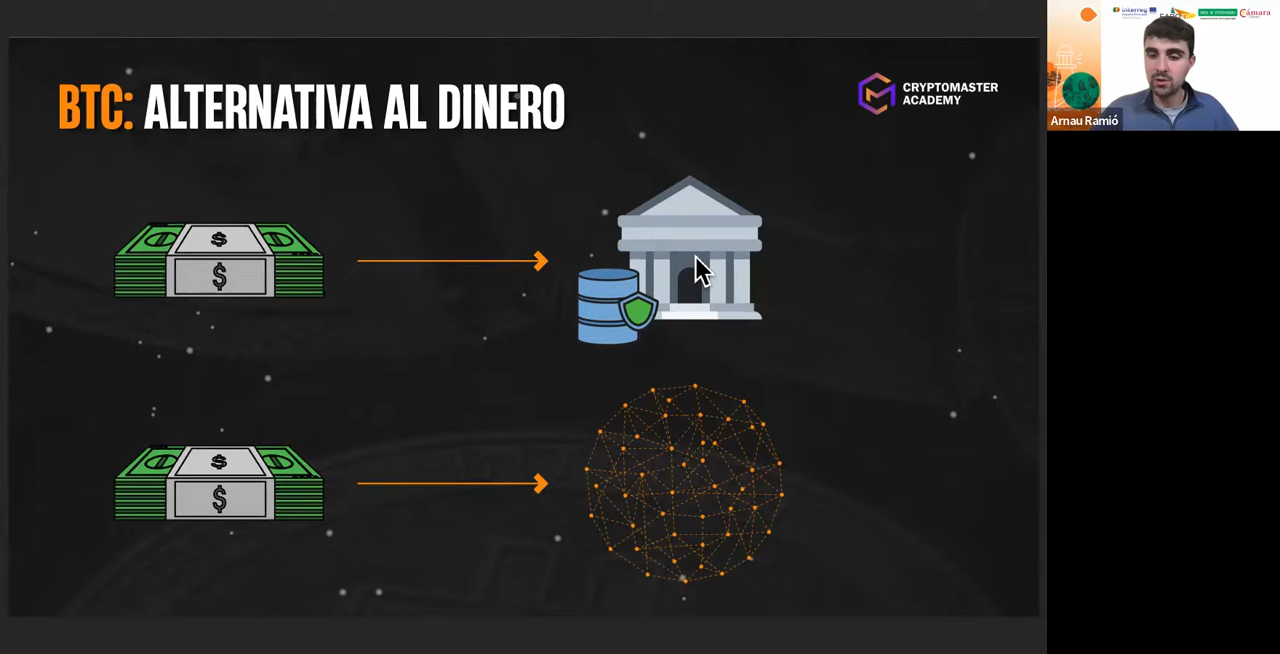 BTC: ALTERNATIVA AL DINERO
CRYPTOMASTER
ACADEMY
$
$
$
$
interreg
Cámara
Arnau Ramió